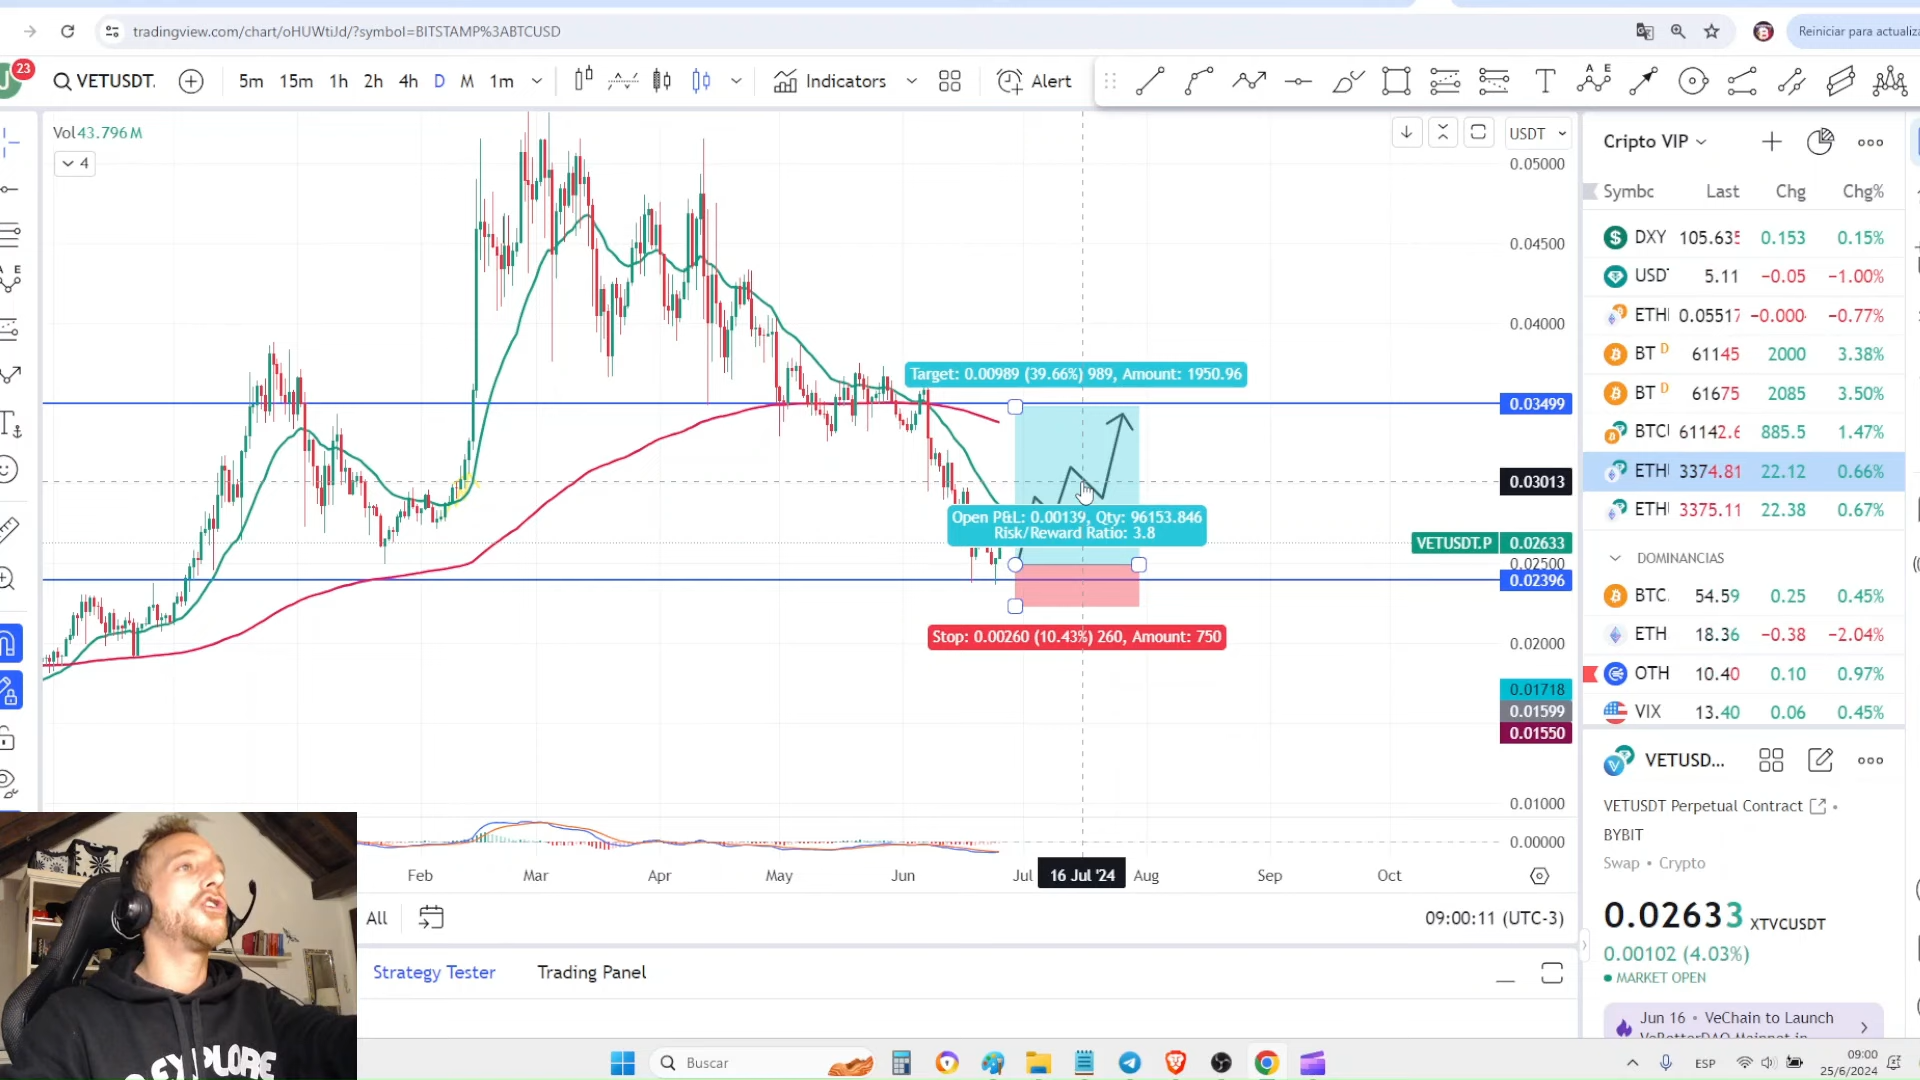 tradingview.com/chart/oHUWtiJd/?symbol=BITSTAMP%3ABTCUSD
Reiniciar para actualiza
23
VETUSDT.
5m 15m 1h 2h 4h D M 1m
Indicators
Alert
Vol 43.796 M
4
USDT
0.05000
0.04500
0.04000
Target: 0.00989 (39.66%) 989, Amount: 1950.96
0.03499
0.03013
Open P&L: 0.00139, Qty: 96153.846
Risk/Reward Ratio: 3.8
VETUSDT.P 0.02633
0.02500
0.02396
Stop: 0.00260 (10.43%) 260, Amount: 750
0.02000
0.01718
0.01599
0.01550
0.01000
0.00000
Feb Mar Apr May Jun Jul 16 Jul '24 Aug Sep Oct
All
09:00:11 (UTC-3)
Strategy Tester Trading Panel
Cripto VIP
Symbc Last Chg Chg%
DXY 105.635 0.153 0.15%
USD 5.11 −0.05 −1.00%
ETH 0.05517 −0.000 −0.77%
BT D 61145 2000 3.38%
BT D 61675 2085 3.50%
BTC 61142.6 885.5 1.47%
ETH 3374.81 22.12 0.66%
ETH 3375.11 22.38 0.67%
DOMINANCIAS
BTC. 54.59 0.25 0.45%
ETH 18.36 −0.38 −2.04%
OTH 10.40 0.10 0.97%
VIX 13.40 0.06 0.45%
VETUSD...
VETUSDT Perpetual Contract
BYBIT
Swap • Crypto
0.02633 XTVCUSDT
0.00102 (4.03%)
MARKET OPEN
Jun 16 • VeChain to Launch
VeBetterDAO Mainnet in
EXPLORE
Buscar
ESP
09:00
25/6/2024